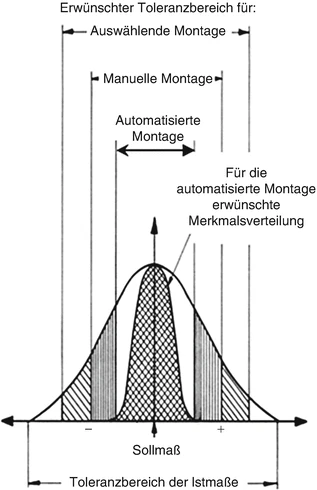 Erwünschter Toleranzbereich für:
Auswählende Montage
Manuelle Montage
Automatisierte
Montage
Für die
automatisierte Montage
erwünschte
Merkmalsverteilung
− +
Sollmaß
Toleranzbereich der Istmaße